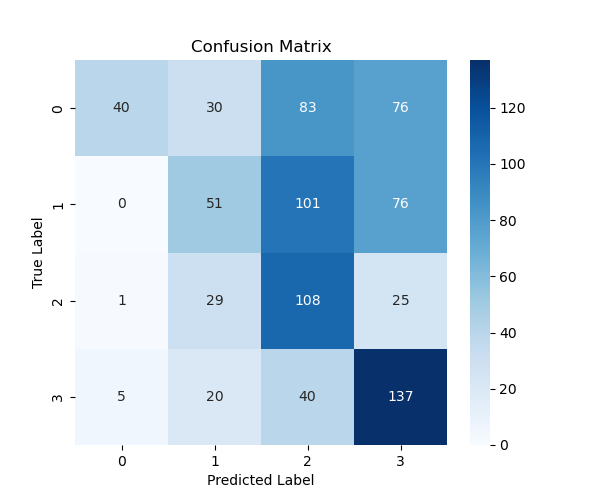 Confusion Matrix
True Label
0 40 30 83 76
1 0 51 101 76
2 1 29 108 25
3 5 20 40 137
0 1 2 3
Predicted Label
120
100
80
60
40
20
0